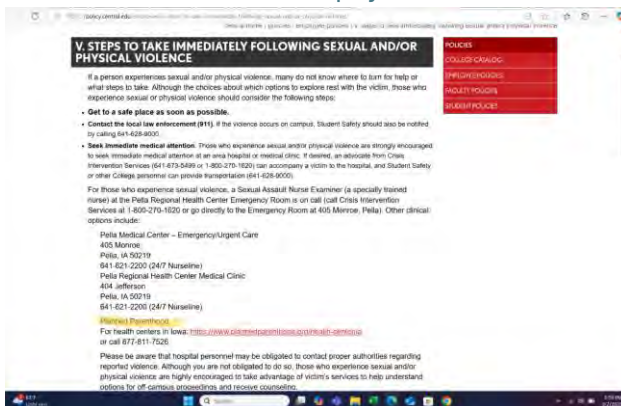 policy.central.edu
V. STEPS TO TAKE IMMEDIATELY FOLLOWING SEXUAL AND/OR
PHYSICAL VIOLENCE
If a person experiences sexual and/or physical violence, many do not know where to turn for help or
what steps to take. Although the choices about which options to explore rest with the victim, those who
experience sexual or physical violence should consider the following steps:
• Get to a safe place as soon as possible.
• Contact the local law enforcement (911). If the violence occurs on campus, Student Safety should also be notified
by calling 641-628-9000.
• Seek immediate medical attention. Those who experience sexual and/or physical violence are strongly encouraged
to seek immediate medical attention at an area hospital or medical clinic. If desired, an advocate from Crisis
Intervention Services (641-673-5499 or 1-800-270-1620) can accompany a victim to the hospital, and Student Safety
or other College personnel can provide transportation (641-628-9000).
For those who experience sexual violence, a Sexual Assault Nurse Examiner (a specially trained
nurse) at the Pella Regional Health Center Emergency Room is on call (call Crisis Intervention
Services at 1-800-270-1620 or go directly to the Emergency Room at 405 Monroe, Pella). Other clinical
options include:
Pella Medical Center – Emergency/Urgent Care
405 Monroe
Pella, IA 50219
641-621-2200 (24/7 Nurseline)
Pella Regional Health Center Medical Clinic
404 Jefferson
Pella, IA 50219
641-621-2200 (24/7 Nurseline)
Planned Parenthood
For health centers in Iowa:
or call 877-811-7526
Please be aware that hospital personnel may be obligated to contact proper authorities regarding
reported violence. Although you are not obligated to do so, those who experience sexual and/or
physical violence are highly encouraged to take advantage of victim's services to help understand
options for off-campus proceedings and receive counseling.
POLICIES
COLLEGE CATALOG
EMPLOYEE POLICIES
FACULTY POLICIES
STUDENT POLICIES